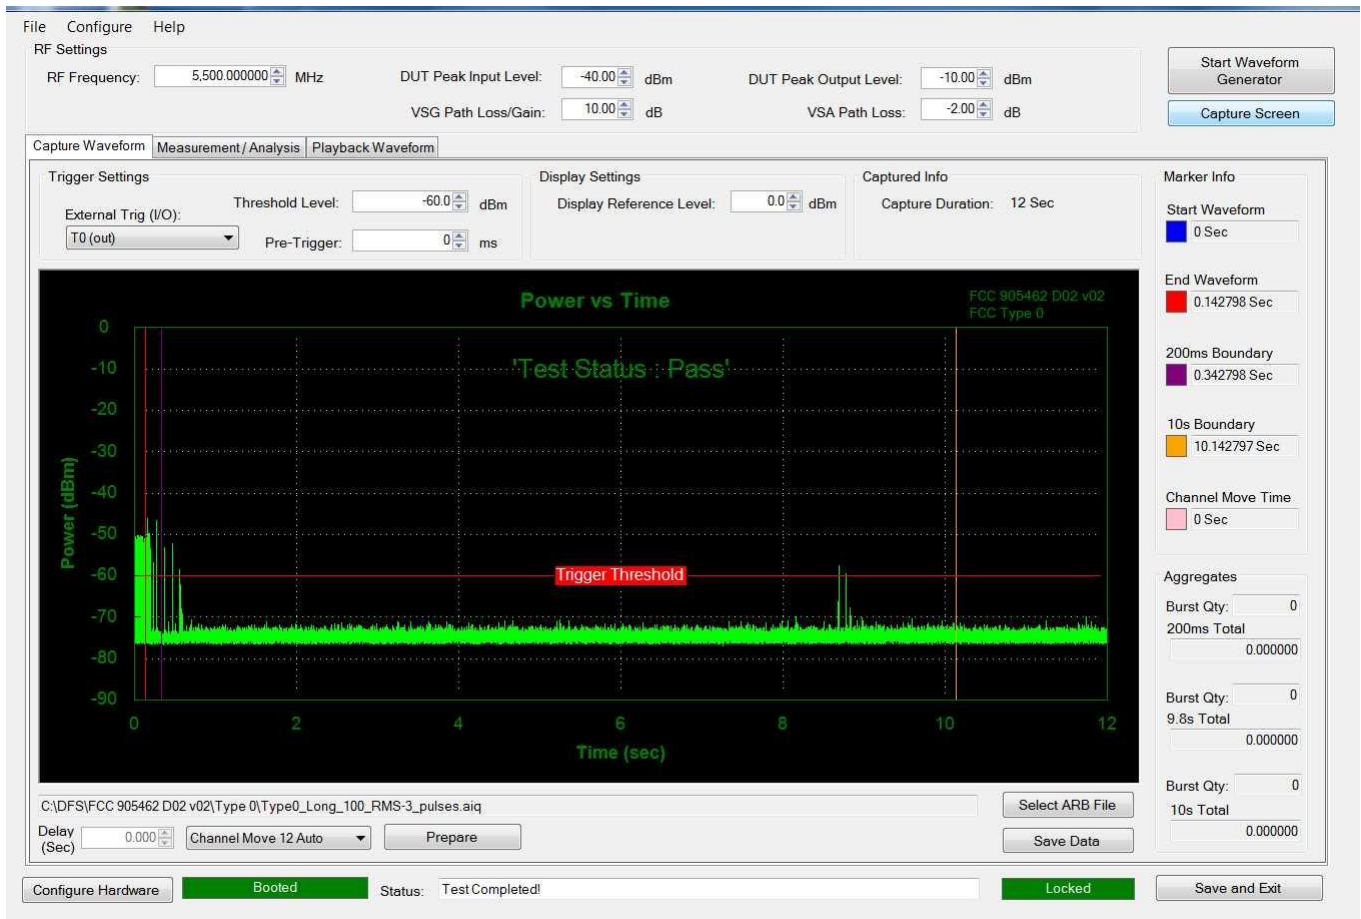 File Configure Help
RF Settings
RF Frequency: 5,500.000000 MHz DUT Peak Input Level: -40.00 dBm DUT Peak Output Level: -10.00 dBm
VSG Path Loss/Gain: 10.00 dB VSA Path Loss: -2.00 dB
Start Waveform
Generator
Capture Screen
Capture Waveform Measurement / Analysis Playback Waveform
Trigger Settings
External Trig (I/O):
T0 (out)
Threshold Level: -60.0 dBm
Pre-Trigger: 0 ms
Display Settings
Display Reference Level: 0.0 dBm
Captured Info
Capture Duration: 12 Sec
Marker Info
Start Waveform
0 Sec
End Waveform
0.142798 Sec
200ms Boundary
0.342798 Sec
10s Boundary
10.142797 Sec
Channel Move Time
0 Sec
Aggregates
Burst Qty: 0
200ms Total
0.000000
Burst Qty: 0
9.8s Total
0.000000
Burst Qty: 0
10s Total
0.000000
Power vs Time
FCC 905462 D02 v02
FCC Type 0
'Test Status : Pass'
Power (dBm)
0
-10
-20
-30
-40
-50
-60
-70
-80
-90
Trigger Threshold
0 2 4 6 8 10 12
Time (sec)
C:\DFS\FCC 905462 D02 v02\Type 0\Type0_Long_100_RMS-3_pulses.aiq
Select ARB File
Delay
(Sec)
0.000 Channel Move 12 Auto Prepare
Save Data
Configure Hardware Booted Status: Test Completed! Locked Save and Exit